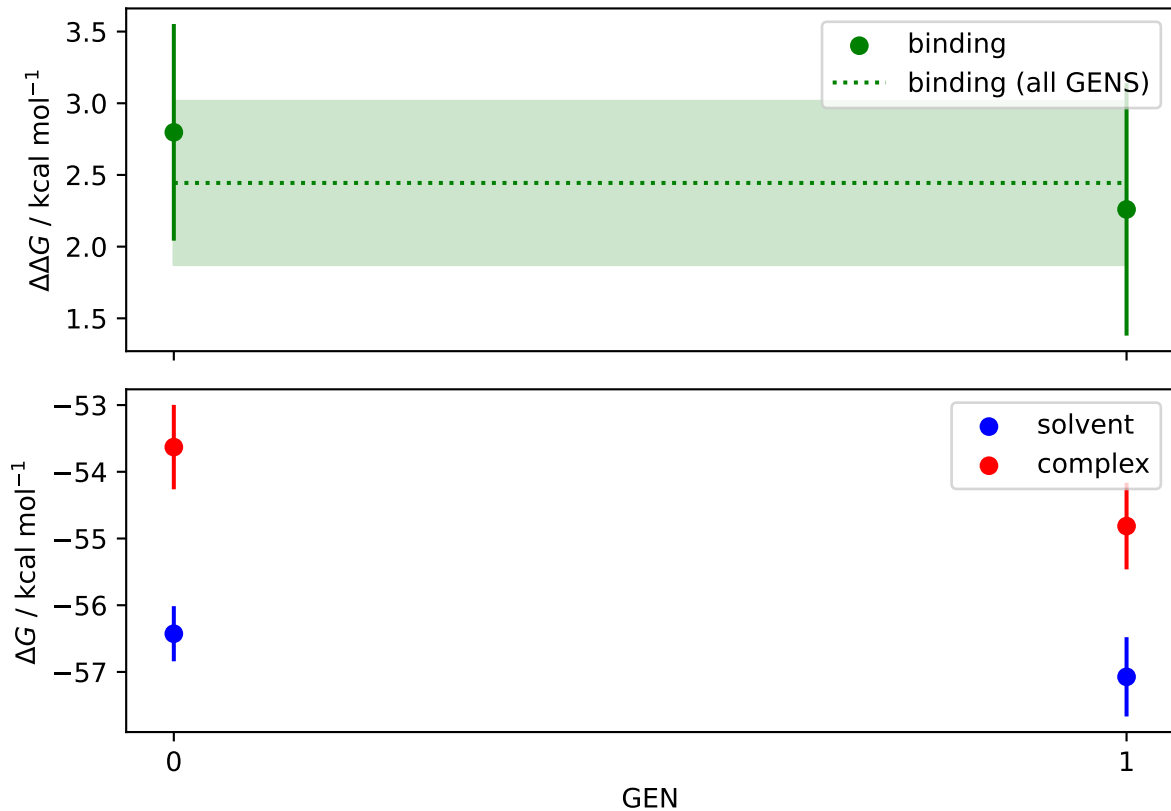 3.5
3.0
2.5
2.0
1.5
ΔΔG / kcal mol⁻¹
binding
binding (all GENS)
−53
−54
−55
−56
−57
ΔG / kcal mol⁻¹
solvent
complex
0
1
GEN